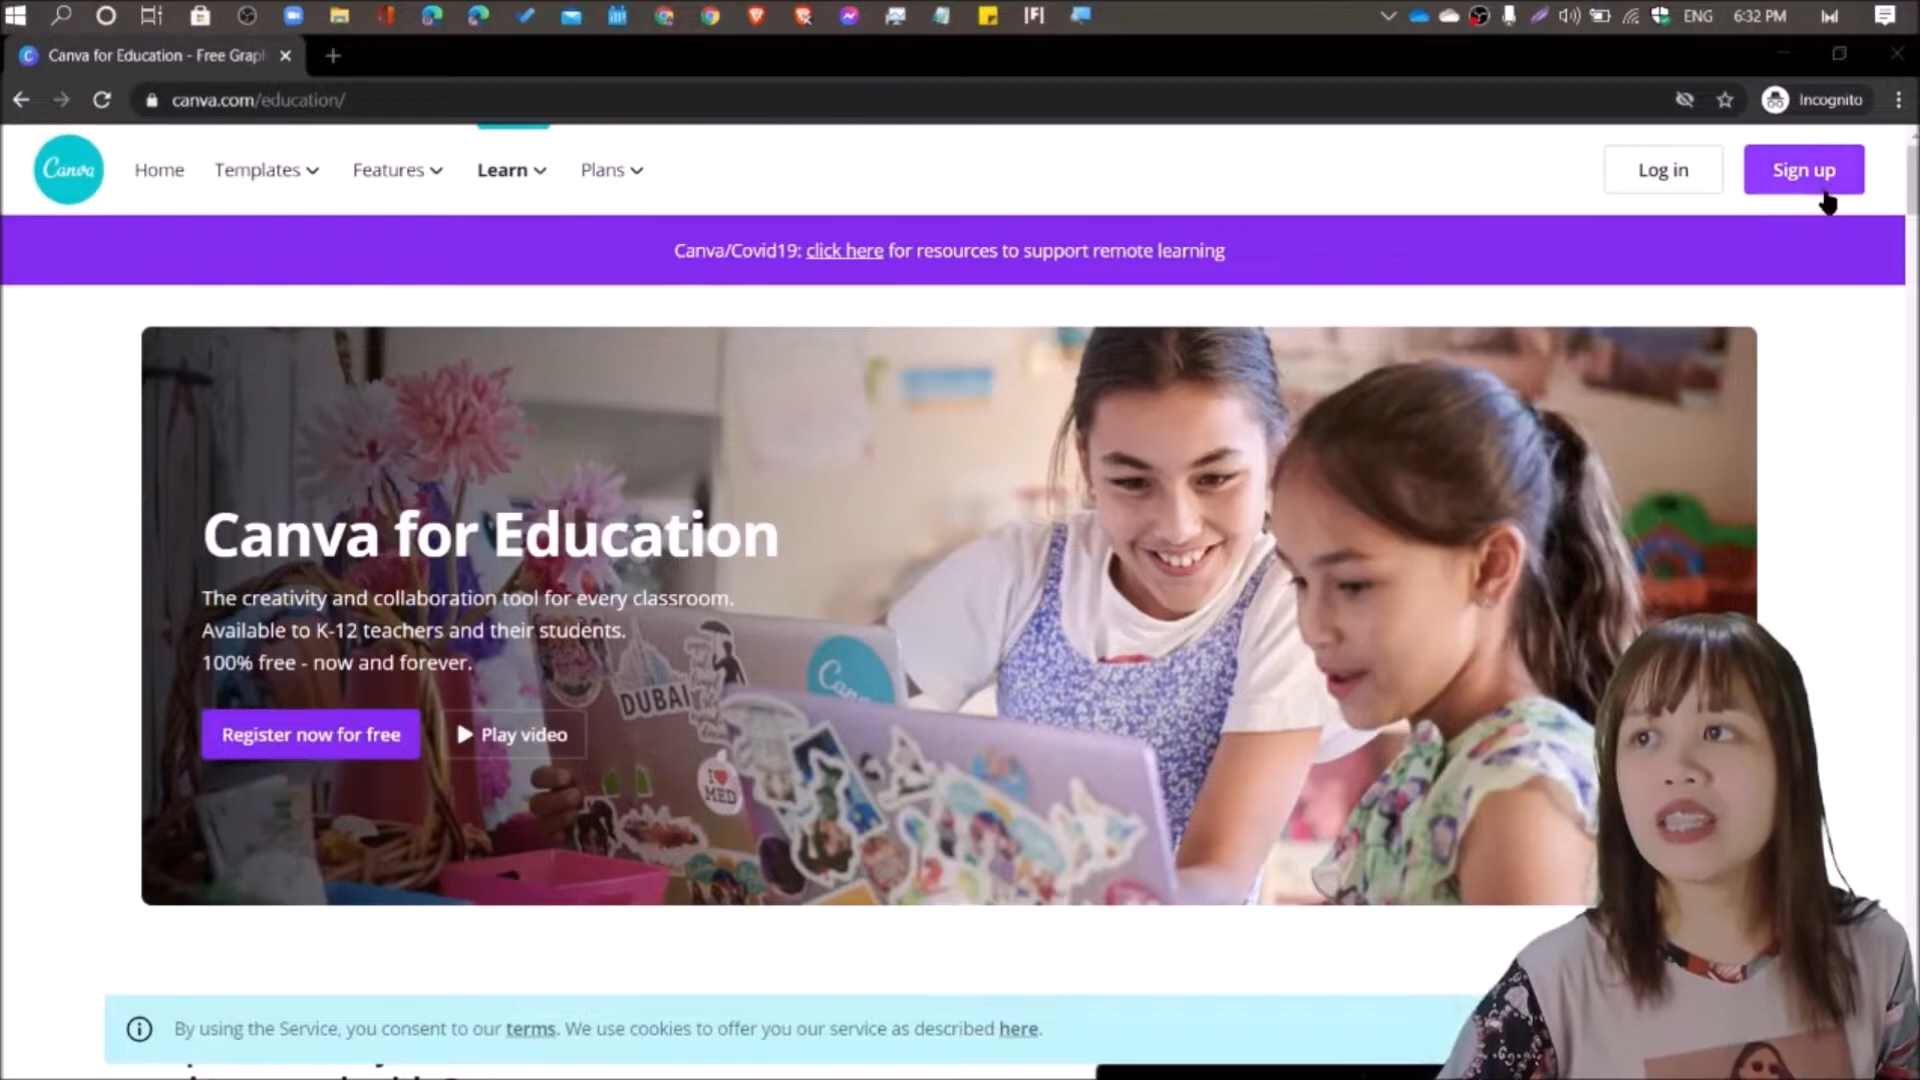 ENG
6:32 PM
Canva for Education - Free Grap
canva.com/education/
Incognito
Canva
Home
Templates
Features
Learn
Plans
Log in
Sign up
Canva/Covid19: click here for resources to support remote learning
Canva for Education
The creativity and collaboration tool for every classroom.
Available to K-12 teachers and their students.
100% free - now and forever.
DUBAI
I
MED
Register now for free
Play video
By using the Service, you consent to our terms. We use cookies to offer you our service as described here.